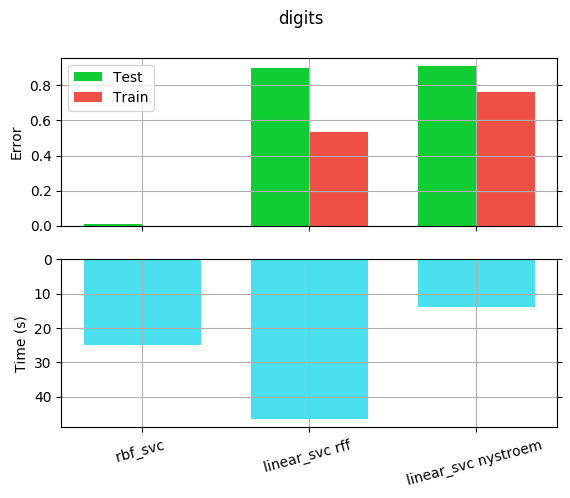 digits
Error
0.8
0.6
0.4
0.2
0.0
Test
Train
Time (s)
0
10
20
30
40
rbf_svc
linear_svc rff
linear_svc nystroem